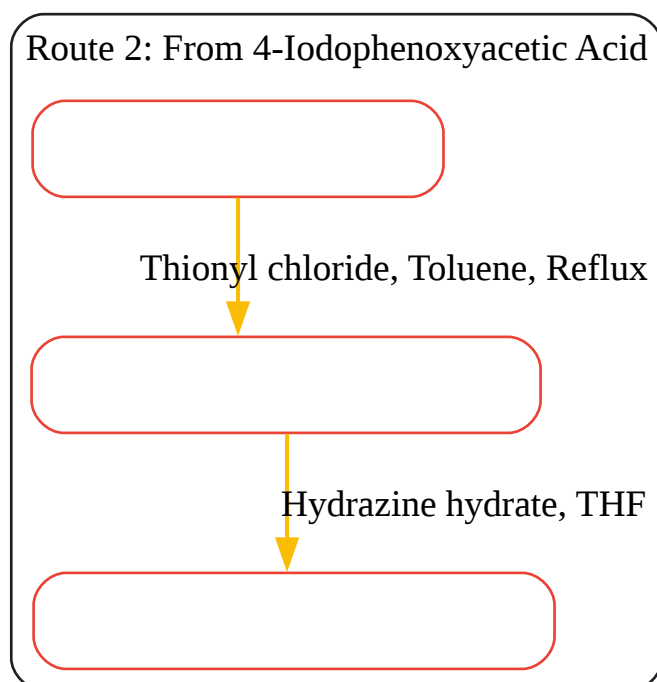 Route 2: From 4-Iodophenoxyacetic Acid
Thionyl chloride, Toluene, Reflux
Hydrazine hydrate, THF